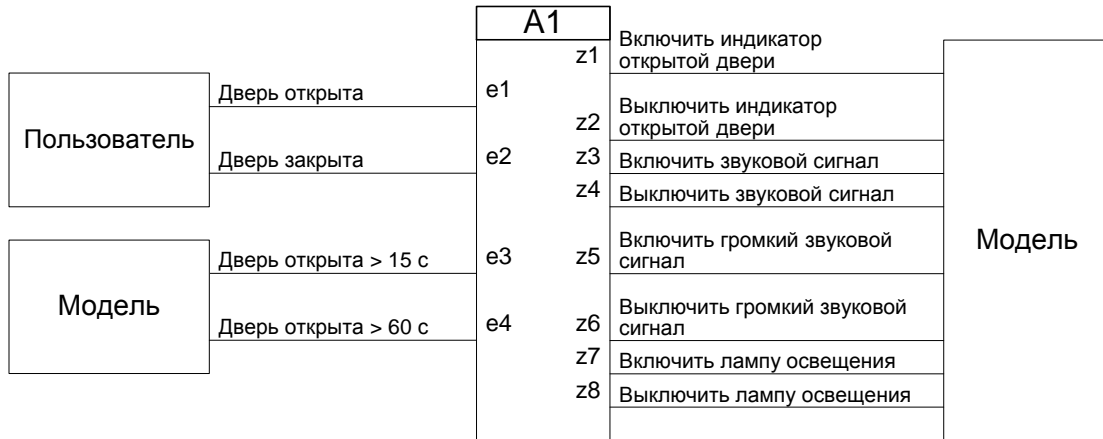 A1
Пользователь
Дверь открыта
e1
Дверь закрыта
e2
Модель
Дверь открыта > 15 с
e3
Дверь открыта > 60 с
e4
z1
Включить индикатор
открытой двери
z2
Выключить индикатор
открытой двери
z3
Включить звуковой сигнал
z4
Выключить звуковой сигнал
z5
Включить громкий звуковой
сигнал
z6
Выключить громкий звуковой
сигнал
z7
Включить лампу освещения
z8
Выключить лампу освещения
Модель